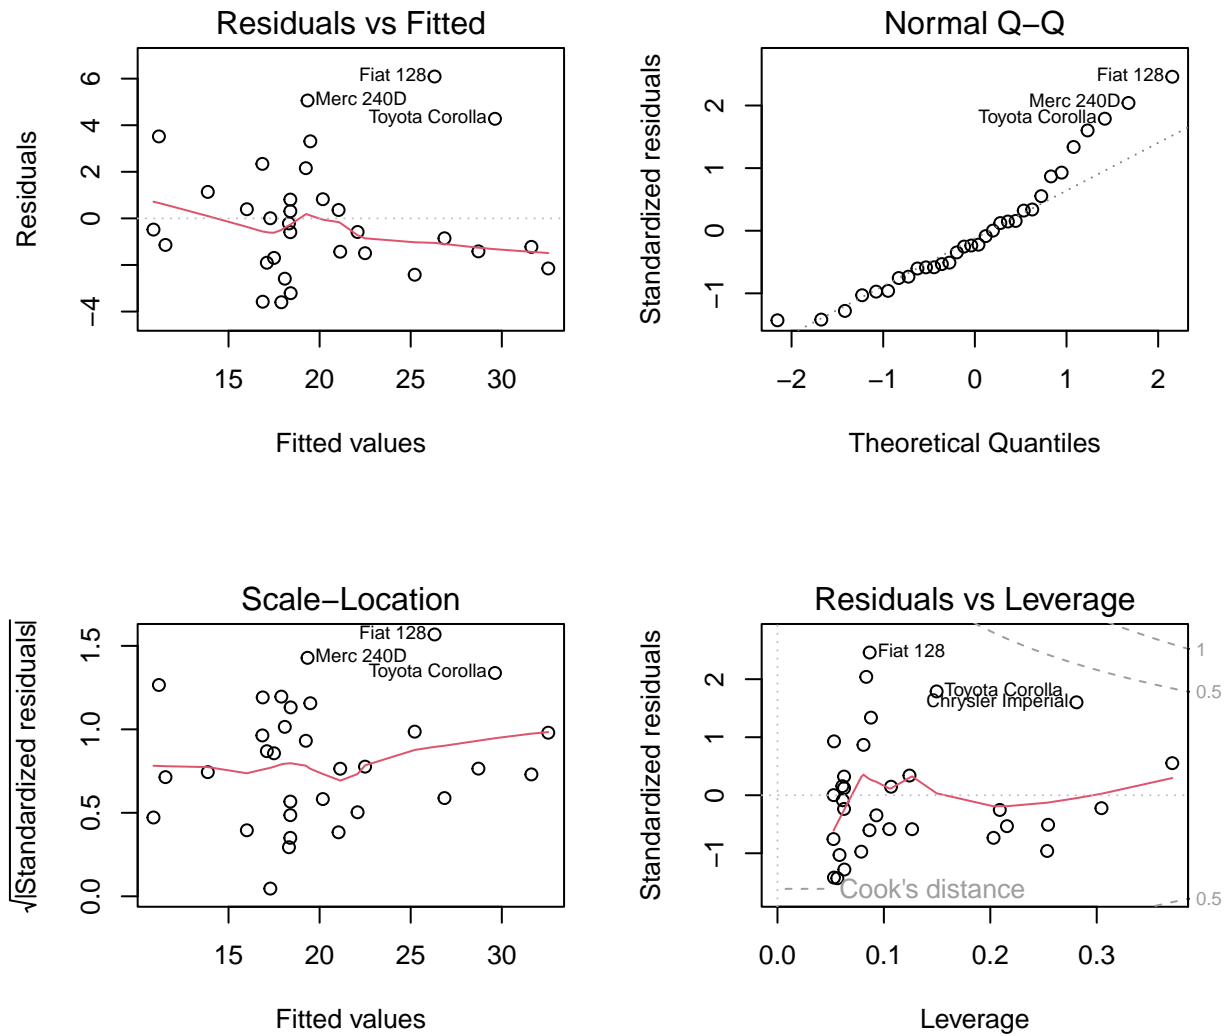 Residuals vs Fitted
Residuals
6
4
2
0
−4
Fiat 128
Merc 240D
Toyota Corolla
15 20 25 30
Fitted values
Normal Q−Q
Standardized residuals
2
1
0
−1
Fiat 128
Merc 240D
Toyota Corolla
−2 −1 0 1 2
Theoretical Quantiles
Scale−Location
√|Standardized residuals|
1.5
1.0
0.5
0.0
Fiat 128
Merc 240D
Toyota Corolla
15 20 25 30
Fitted values
Residuals vs Leverage
Standardized residuals
2
1
0
−1
Fiat 128
Toyota Corolla
Chrysler Imperial
Cook's distance
1
0.5
0.5
0.0 0.1 0.2 0.3
Leverage